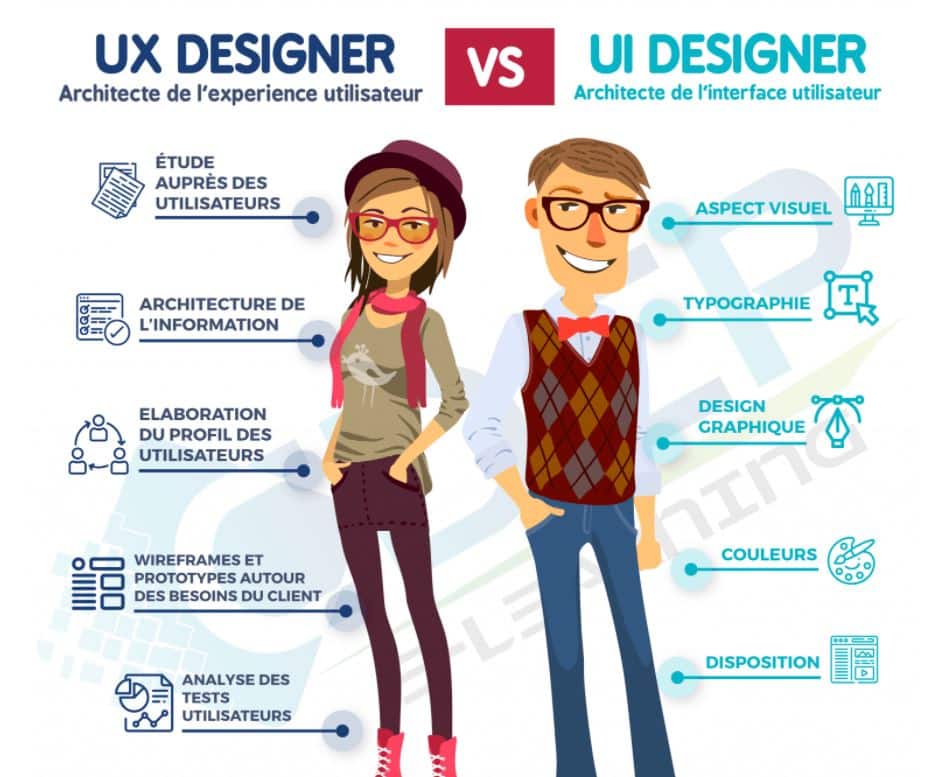 UX DESIGNER
Architecte de l'experience utilisateur
VS
UI DESIGNER
Architecte de l'interface utilisateur
ÉTUDE
AUPRÈS DES
UTILISATEURS
ARCHITECTURE DE
L'INFORMATION
ELABORATION
DU PROFIL DES
UTILISATEURS
WIREFRAMES ET
PROTOTYPES AUTOUR
DES BESOINS DU CLIENT
ANALYSE DES
TESTS
UTILISATEURS
ASPECT VISUEL
TYPOGRAPHIE
T
DESIGN
GRAPHIQUE
COULEURS
DISPOSITION